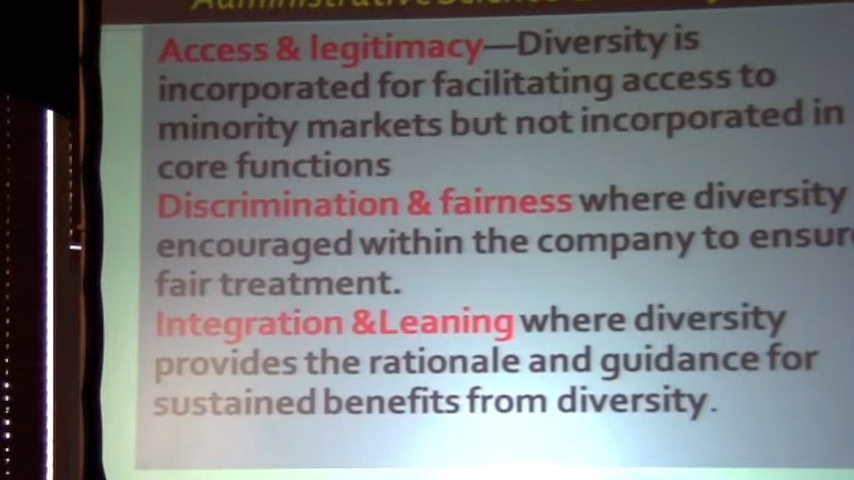 Administrative Science
Access & legitimacy—Diversity is
incorporated for facilitating access to
minority markets but not incorporated in
core functions
Discrimination & fairness where diversity
encouraged within the company to
fair treatment.
Integration &Leaning where diversity
provides the rationale and guidance for
sustained benefits from diversity.